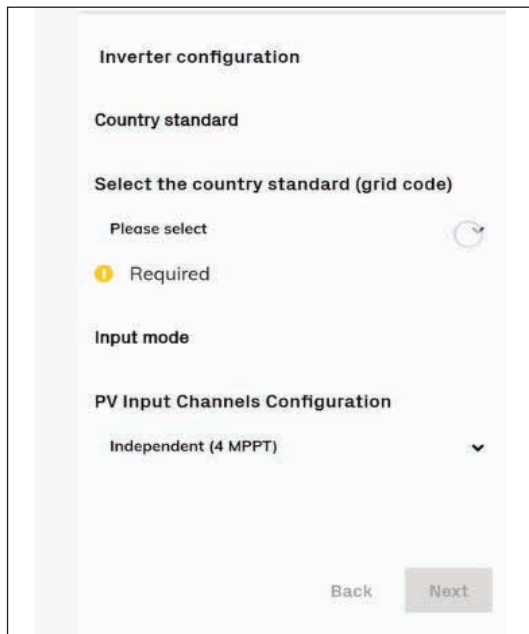 Inverter configuration
Country standard
Select the country standard (grid code)
Please select
Required
Input mode
PV Input Channels Configuration
Independent (4 MPPT)
Back Next